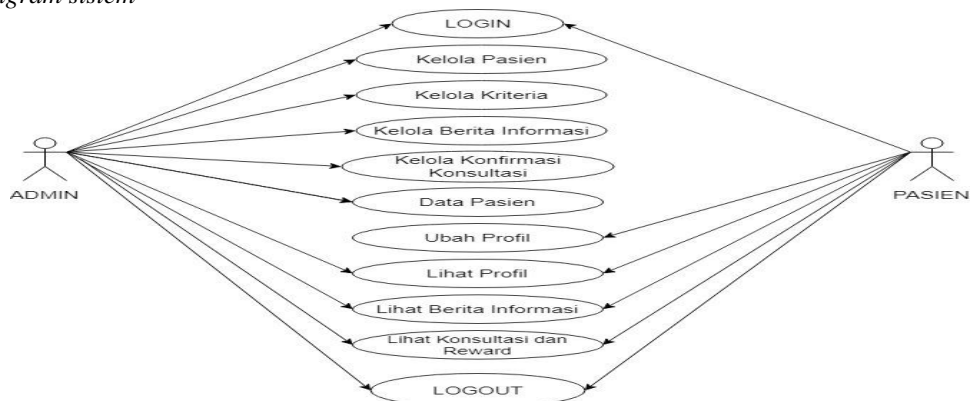 sistem
LOGIN
Kelola Pasien
Kelola Kriteria
Kelola Berita Informasi
Kelola Konfirmasi
Konsultasi
ADMIN
PASIEN
Data Pasien
Ubah Profil
Lihat Profil
Lihat Berita Informasi
Lihat Konsultasi dan
Reward
LOGOUT